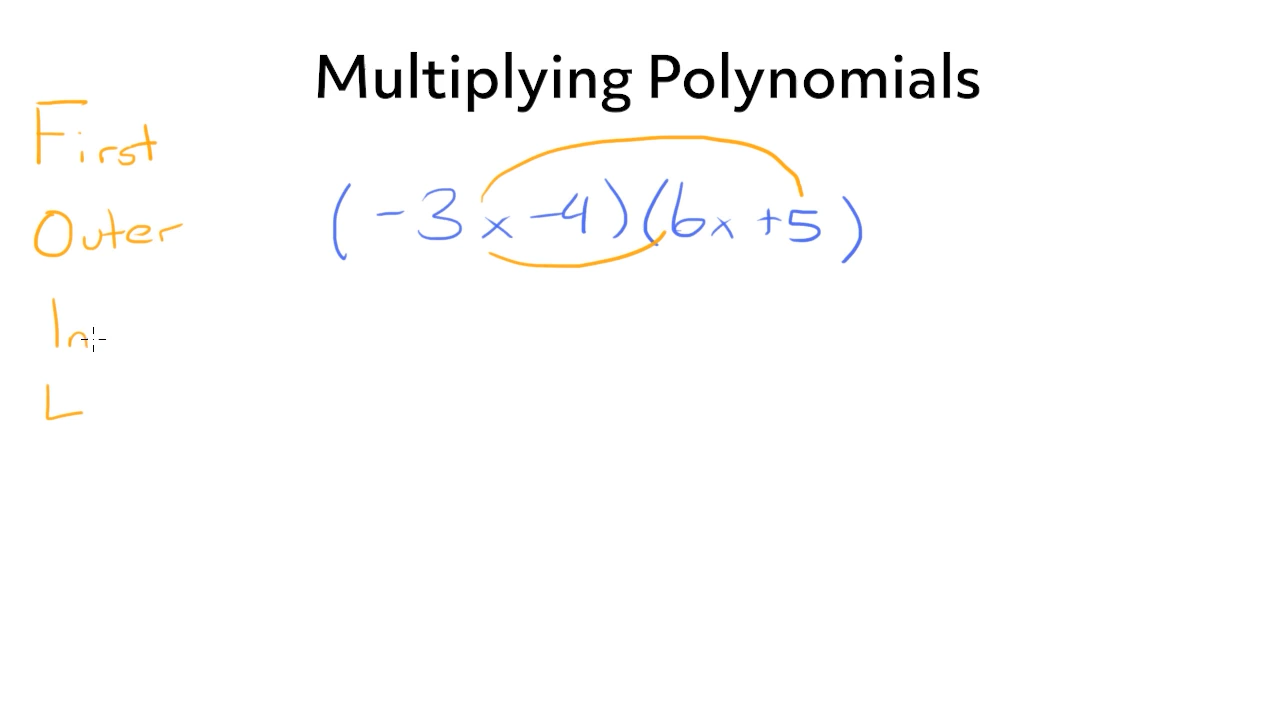 Multiplying Polynomials
First
Outer
In
L
(-3x-4)(6x+5)